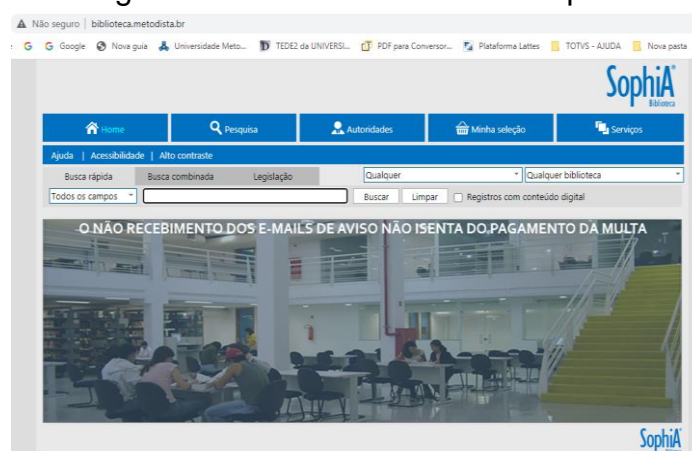 Não seguro | biblioteca.metodista.br
G Google Nova guia Universidade Meto... TEDE2 da UNIVERSI... PDF para Conversor... Plataforma Lattes TOTVS - AJUDA Nova pasta
SophiA
Biblioteca
Home Pesquisa Autoridades Minha seleção Serviços
Ajuda | Acessibilidade | Alto contraste
Busca rápida Busca combinada Legislação Qualquer Qualquer biblioteca
Todos os campos Buscar Limpar Registros com conteúdo digital
O NÃO RECEBIMENTO DOS E-MAILS DE AVISO NÃO ISENTA DO PAGAMENTO DA MULTA
SophiA